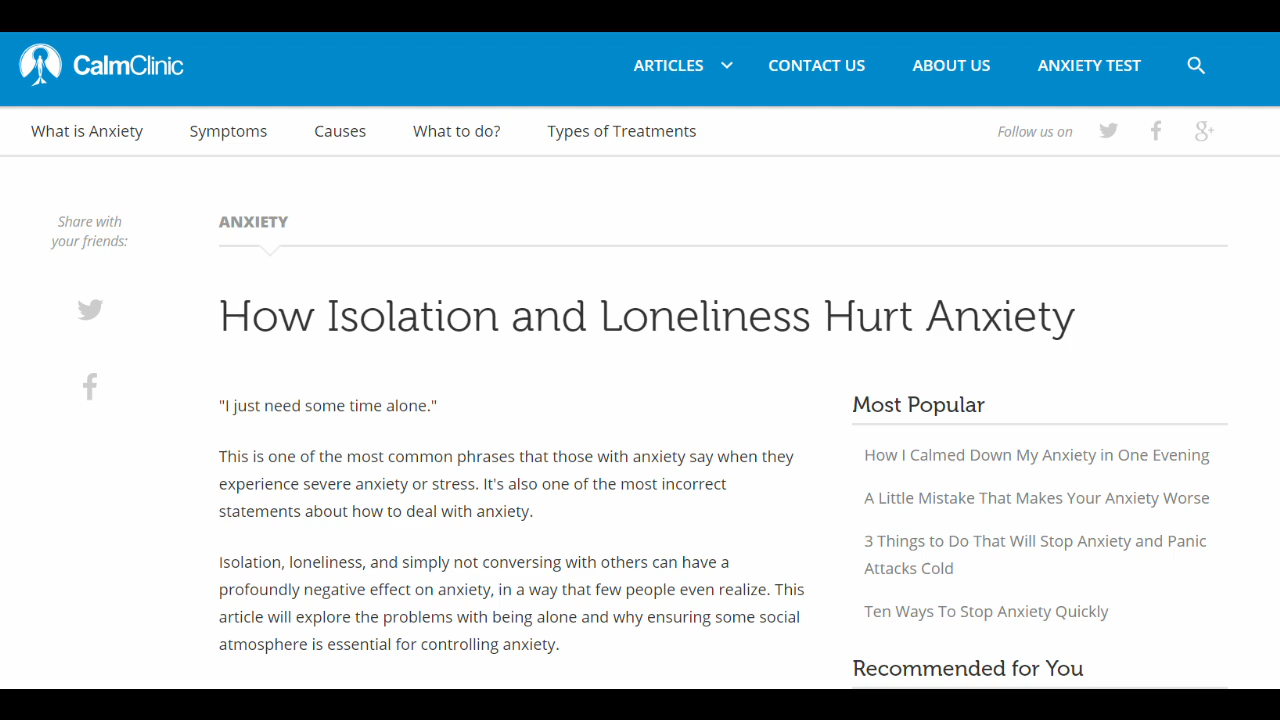 CalmClinic
ARTICLES
CONTACT US
ABOUT US
ANXIETY TEST
What is Anxiety
Symptoms
Causes
What to do?
Types of Treatments
Follow us on
Share with
your friends:
ANXIETY
How Isolation and Loneliness Hurt Anxiety
"I just need some time alone."
This is one of the most common phrases that those with anxiety say when they
experience severe anxiety or stress. It's also one of the most incorrect
statements about how to deal with anxiety.
Isolation, loneliness, and simply not conversing with others can have a
profoundly negative effect on anxiety, in a way that few people even realize. This
article will explore the problems with being alone and why ensuring some social
atmosphere is essential for controlling anxiety.
Most Popular
How I Calmed Down My Anxiety in One Evening
A Little Mistake That Makes Your Anxiety Worse
3 Things to Do That Will Stop Anxiety and Panic
Attacks Cold
Ten Ways To Stop Anxiety Quickly
Recommended for You